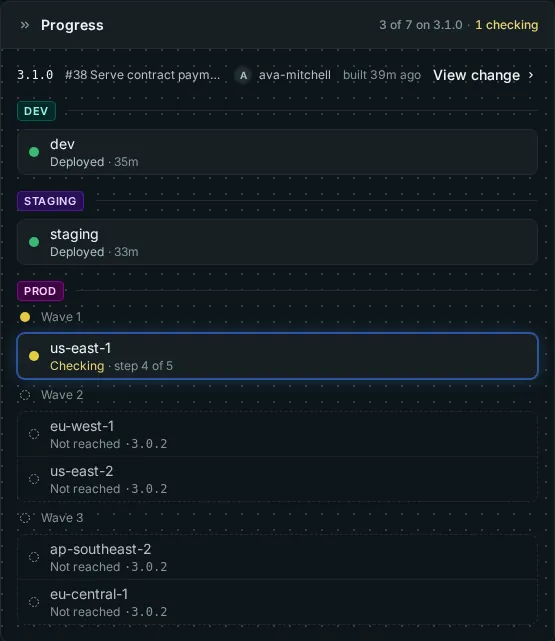 » Progress 3 of 7 on 3.1.0 · 1 checking
3.1.0 #38 Serve contract paym... A ava-mitchell built 39m ago View change ›
DEV
dev
Deployed · 35m
STAGING
staging
Deployed · 33m
PROD
Wave 1
us-east-1
Checking · step 4 of 5
Wave 2
eu-west-1
Not reached ·3.0.2
us-east-2
Not reached ·3.0.2
Wave 3
ap-southeast-2
Not reached ·3.0.2
eu-central-1
Not reached ·3.0.2